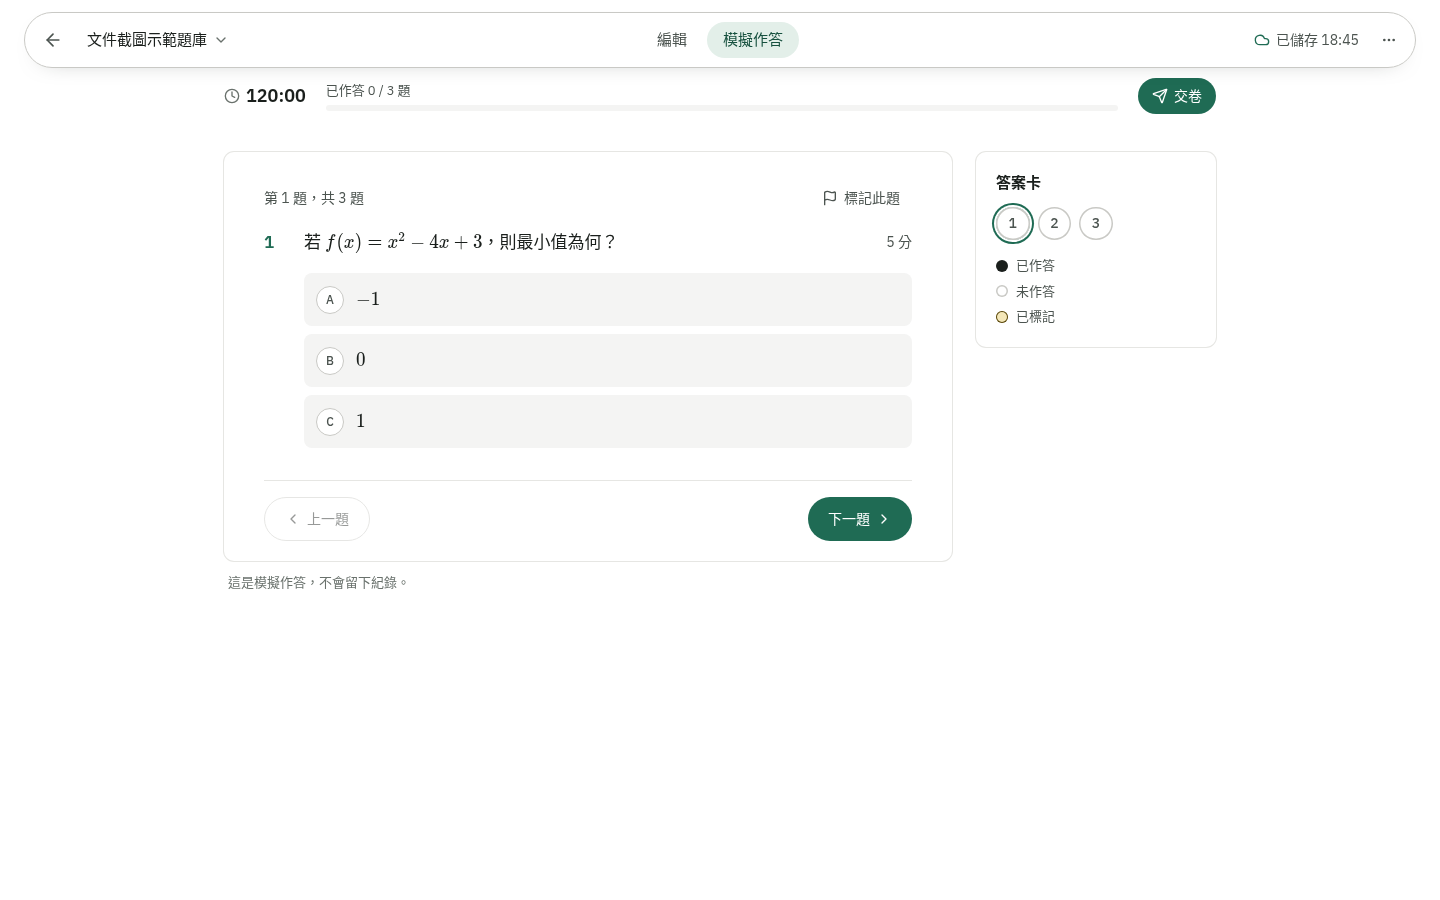 文件截圖示範題庫
編輯
模擬作答
已儲存 18:45
120:00
已作答 0 / 3 題
交卷
第 1 題，共 3 題
標記此題
1 若 f(x) = x² − 4x + 3，則最小值為何？ 5 分
A −1
B 0
C 1
上一題
下一題
這是模擬作答，不會留下紀錄。
答案卡
1 2 3
已作答
未作答
已標記